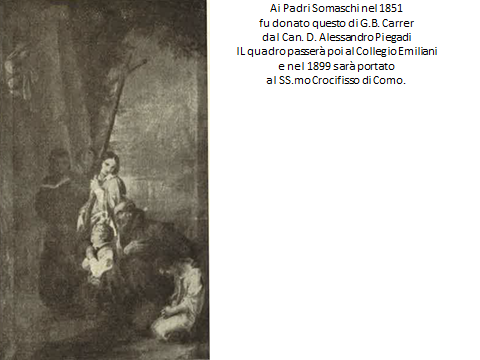 Ai Padri Somaschi nel 1851
fu donato questo di G.B. Carrer
dal Can. D. Alessandro Piegadi
IL quadro passerà poi al Collegio Emiliani
e nel 1899 sarà portato
al SS.mo Crocifisso di Como.